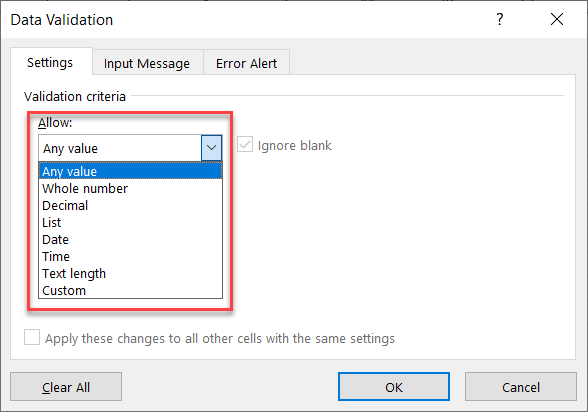 Data Validation
?
Settings
Input Message
Error Alert
Validation criteria
Allow:
Any value
Ignore blank
Any value
Whole number
Decimal
List
Date
Time
Text length
Custom
Apply these changes to all other cells with the same settings
Clear All
OK
Cancel